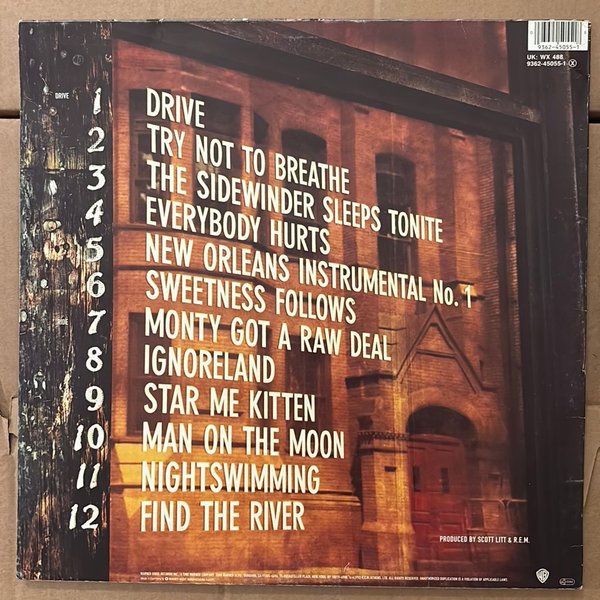 9362-45055-1
UK: WX 488
9362-45055-1 X
DRIVE
1 DRIVE
2 TRY NOT TO BREATHE
3 THE SIDEWINDER SLEEPS TONITE
4 EVERYBODY HURTS
5 NEW ORLEANS INSTRUMENTAL No. 1
6 SWEETNESS FOLLOWS
RIDE
7 MONTY GOT A RAW DEAL
8 IGNORELAND
9 STAR ME KITTEN
10 MAN ON THE MOON
11 NIGHTSWIMMING
12 FIND THE RIVER
PRODUCED BY SCOTT LITT & R.E.M.